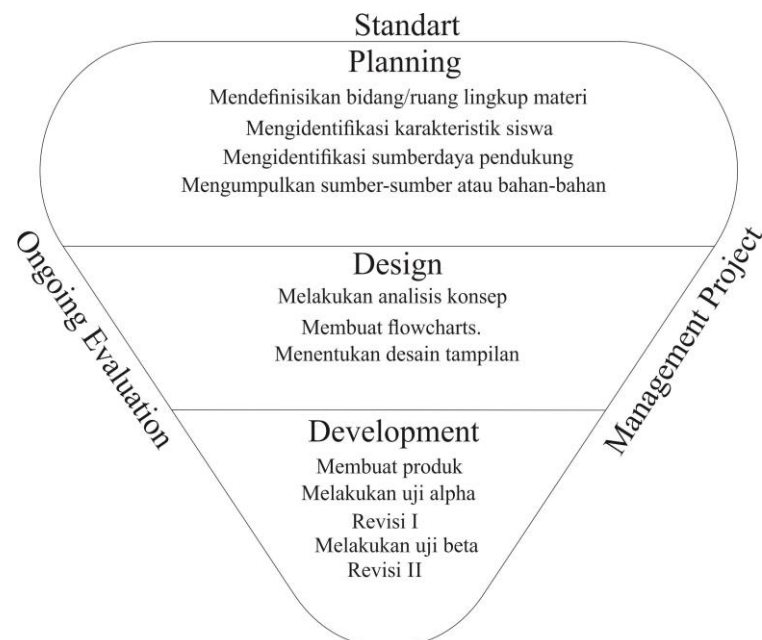 Standart
Planning
Mendefinisikan bidang/ruang lingkup materi
Mengidentifikasi karakteristik siswa
Mengidentifikasi sumberdaya pendukung
Mengumpulkan sumber-sumber atau bahan-bahan
Ongoing Evaluation
Management Project
Design
Melakukan analisis konsep
Membuat flowcharts.
Menentukan desain tampilan
Development
Membuat produk
Melakukan uji alpha
Revisi I
Melakukan uji beta
Revisi II